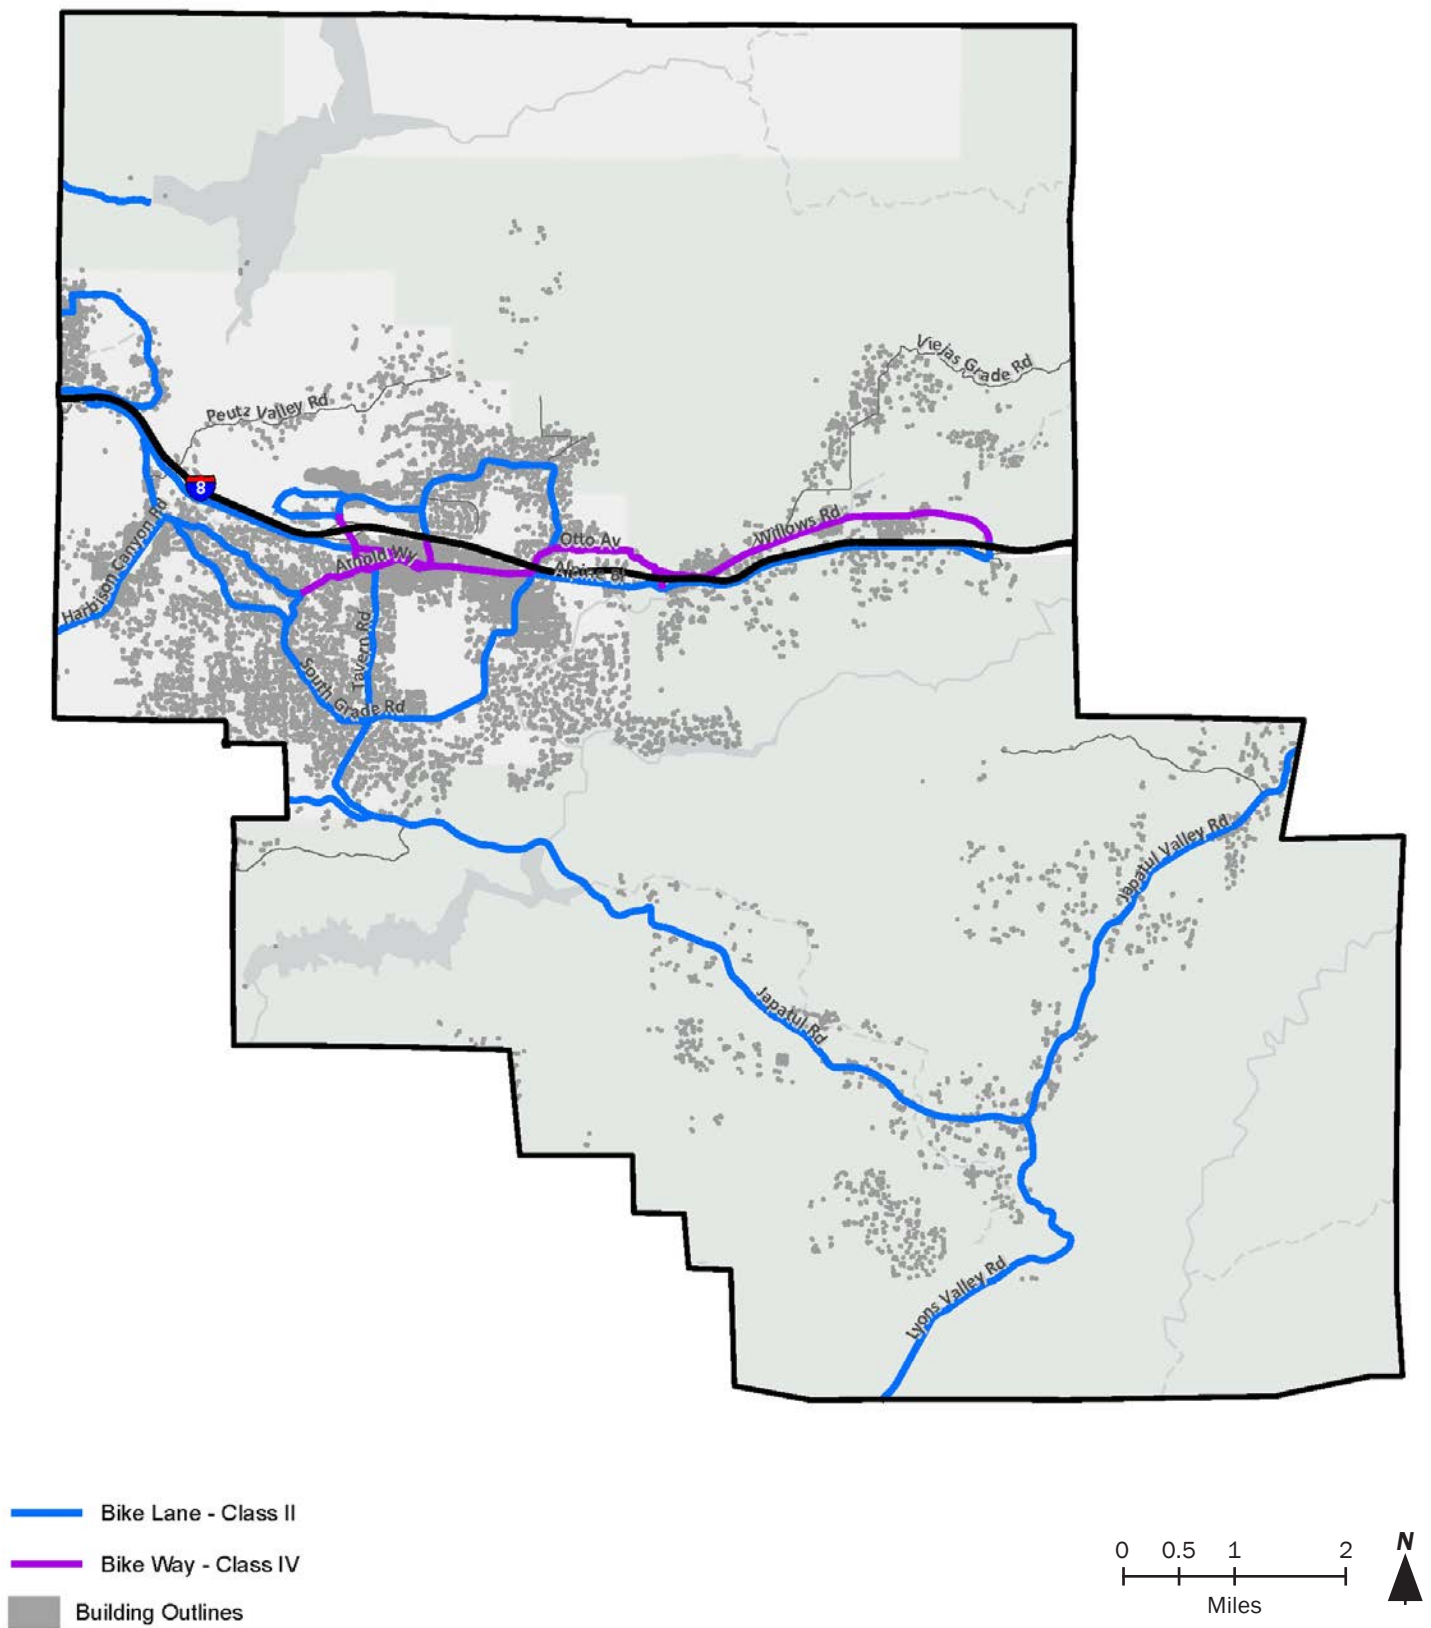 Viejas Grade Rd
Peutz Valley Rd
8
Harbison Canyon Rd
Willows Rd
Otto Av
Arnold Wy
Alpine Bl
Tavern Rd
South Grade Rd
Japatul Valley Rd
Japatul Rd
Lyons Valley Rd
Bike Lane - Class II
Bike Way - Class IV
Building Outlines
0 0.5 1 2
Miles
N